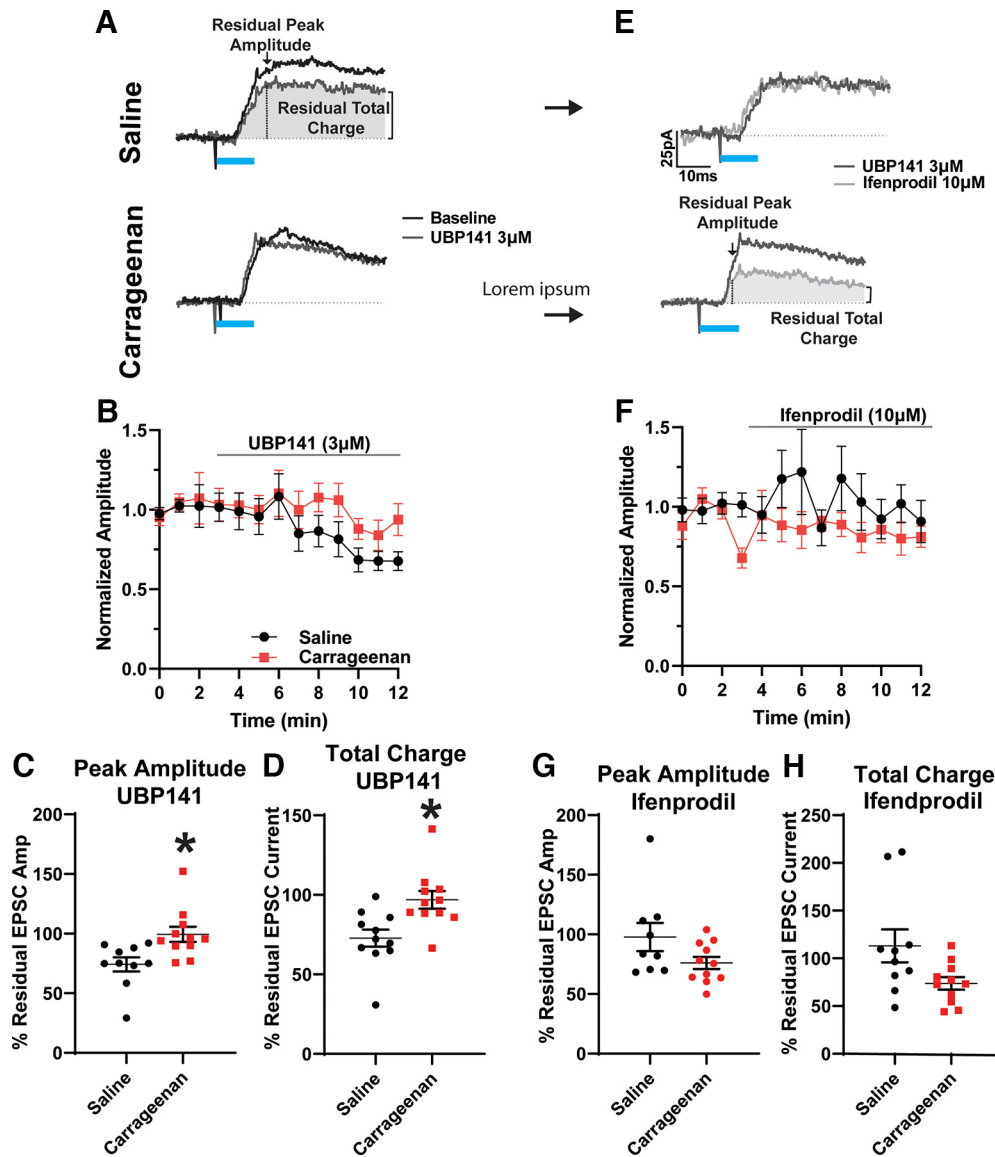 A
Residual Peak
Amplitude
Saline
Residual Total
Charge
E
25pA
10ms
UBP141 3µM
Ifenprodil 10µM
Carrageenan
Baseline
UBP141 3µM
Lorem ipsum
Residual Peak
Amplitude
Residual Total
Charge
B
UBP141 (3µM)
Normalized Amplitude
1.5
1.0
0.5
0.0
Saline
Carrageenan
0 2 4 6 8 10 12
Time (min)
F
Ifenprodil (10µM)
Normalized Amplitude
1.5
1.0
0.5
0.0
0 2 4 6 8 10 12
Time (min)
C
Peak Amplitude
UBP141
% Residual EPSC Amp
200
150
100
50
0
*
Saline
Carrageenan
D
Total Charge
UBP141
% Residual EPSC Current
150
100
50
0
*
Saline
Carrageenan
G
Peak Amplitude
Ifenprodil
% Residual EPSC Amp
200
150
100
50
0
Saline
Carrageenan
H
Total Charge
Ifendprodil
% Residual EPSC Current
250
200
150
100
50
0
Saline
Carrageenan